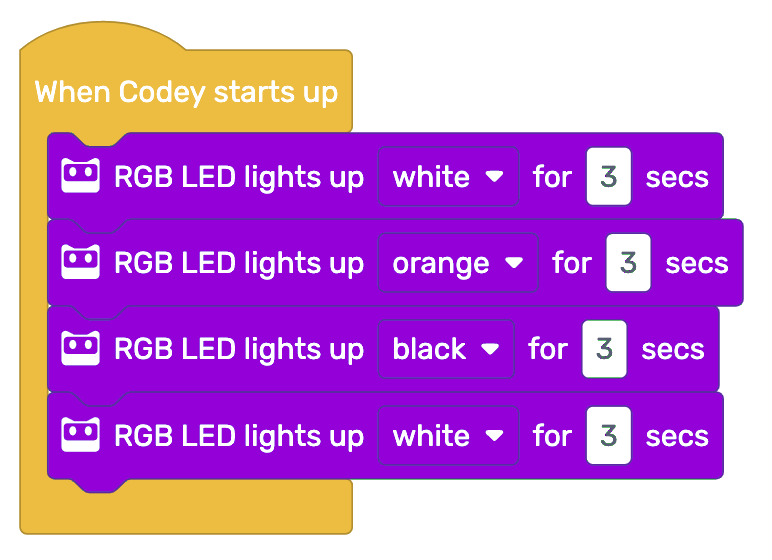 When Codey starts up
RGB LED lights up white for 3 secs
RGB LED lights up orange for 3 secs
RGB LED lights up black for 3 secs
RGB LED lights up white for 3 secs